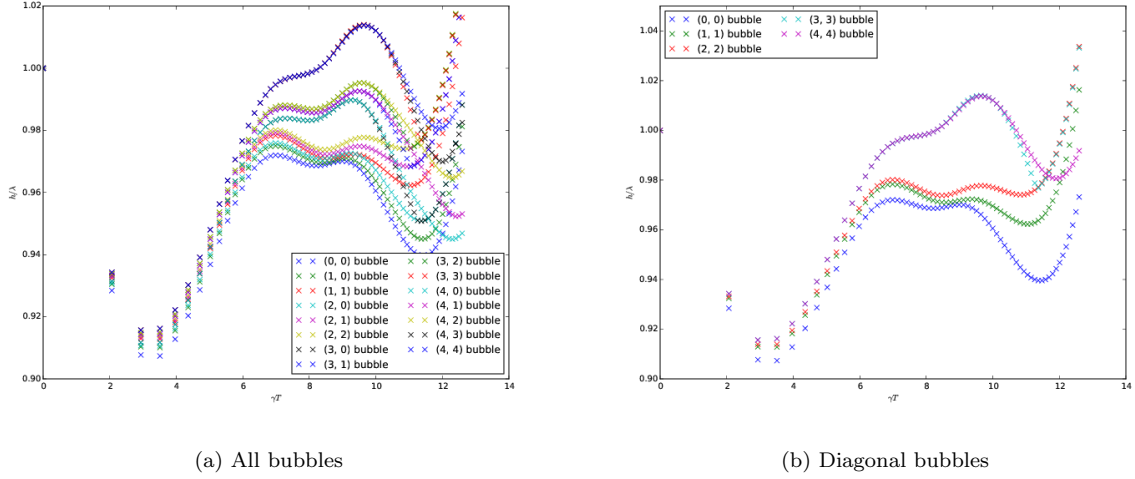 1.02
1.00
0.98
0.96
0.94
0.92
0.90
h/λ
0 2 4 6 8 10 12 14
γT
(0, 0) bubble
(1, 0) bubble
(1, 1) bubble
(2, 0) bubble
(2, 1) bubble
(2, 2) bubble
(3, 0) bubble
(3, 1) bubble
(3, 2) bubble
(3, 3) bubble
(4, 0) bubble
(4, 1) bubble
(4, 2) bubble
(4, 3) bubble
(4, 4) bubble
(a) All bubbles
1.04
1.02
1.00
0.98
0.96
0.94
0.92
0.90
h/λ
0 2 4 6 8 10 12 14
γT
(0, 0) bubble
(1, 1) bubble
(2, 2) bubble
(3, 3) bubble
(4, 4) bubble
(b) Diagonal bubbles